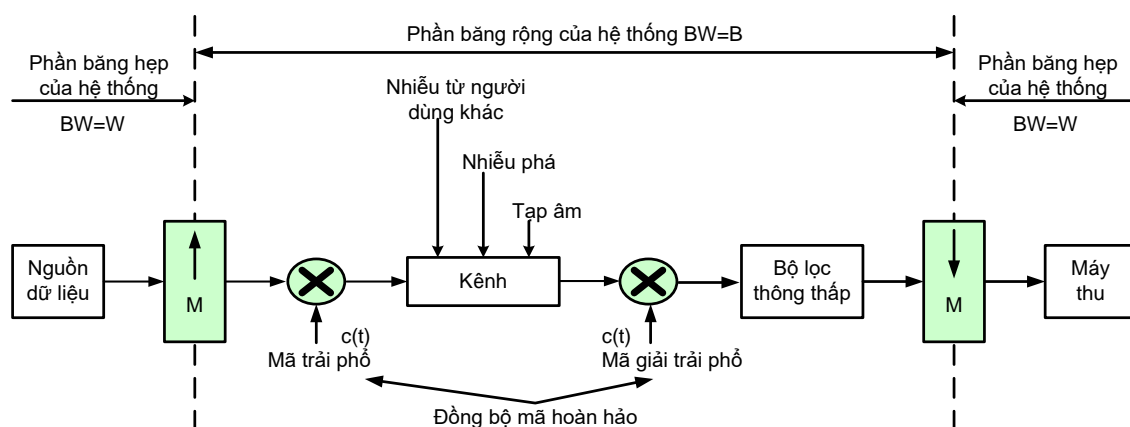 Phần băng rộng của hệ thống BW=B
Phần băng hẹp
của hệ thống
BW=W
Phần băng hẹp
của hệ thống
BW=W
Nhiễu từ người
dùng khác
Nhiễu phá
Tạp âm
Nguồn
dữ liệu
M
Kênh
Bộ lọc
thông thấp
M
Máy
thu
c(t)
Mã trải phổ
c(t)
Mã giải trải phổ
Đồng bộ mã hoàn hảo